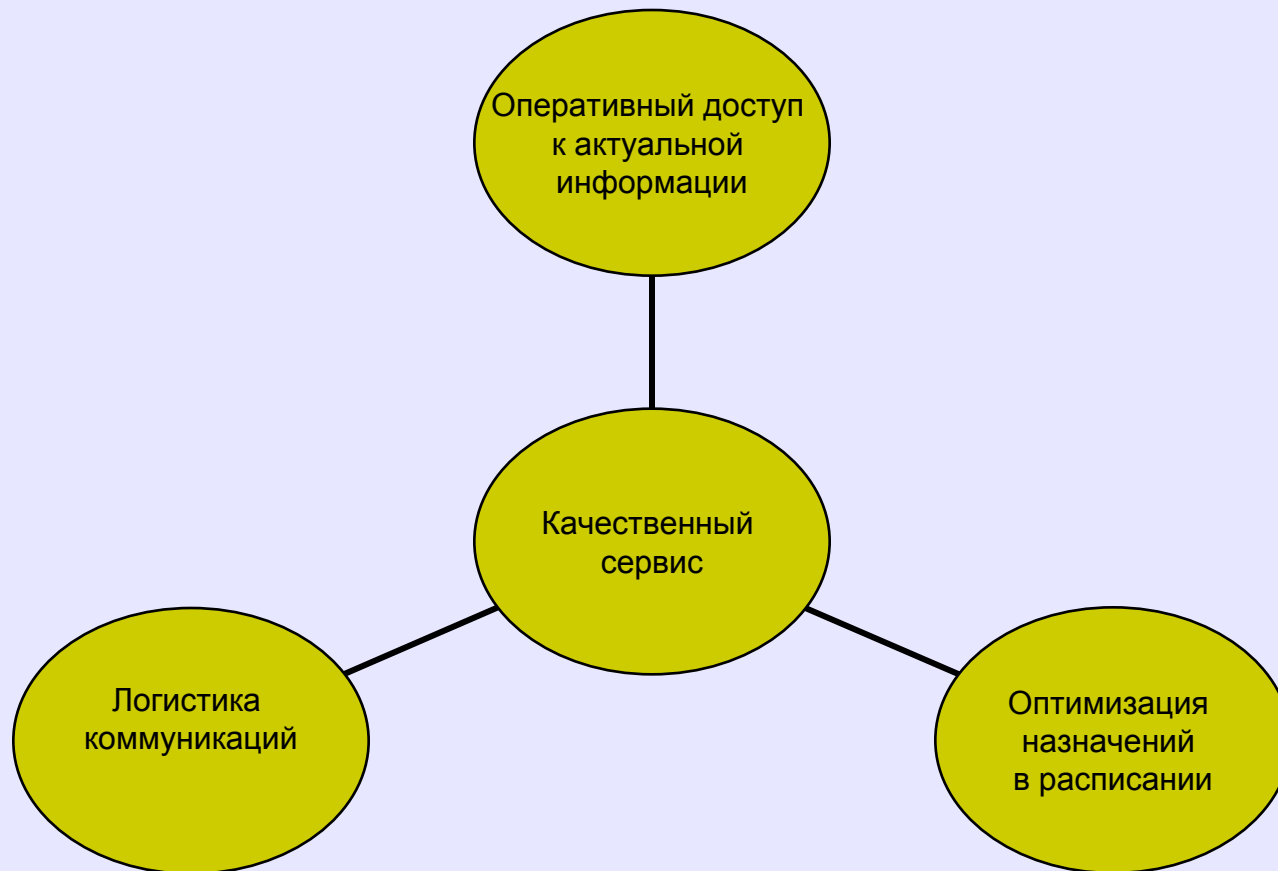 Оперативный доступ
к актуальной
информации
Качественный
сервис
Логистика
коммуникаций
Оптимизация
назначений
в расписании